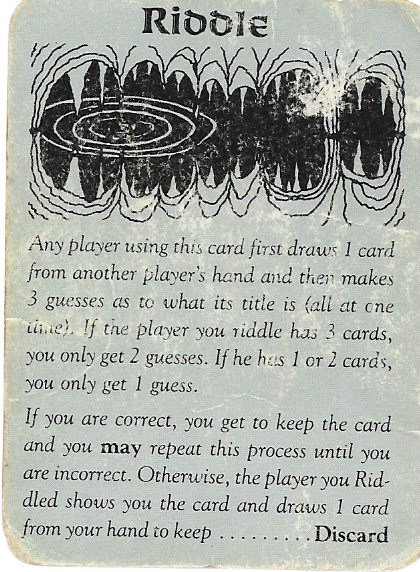 Riddle
Any player using this card first draws 1 card
from another player's hand and then makes
3 guesses as to what its title is (all at one
time). If the player you riddle has 3 cards,
you only get 2 guesses. If he has 1 or 2 cards,
you only get 1 guess.
If you are correct, you get to keep the card
and you may repeat this process until you
are incorrect. Otherwise, the player you Rid-
dled shows you the card and draws 1 card
from your hand to keep ......... Discard